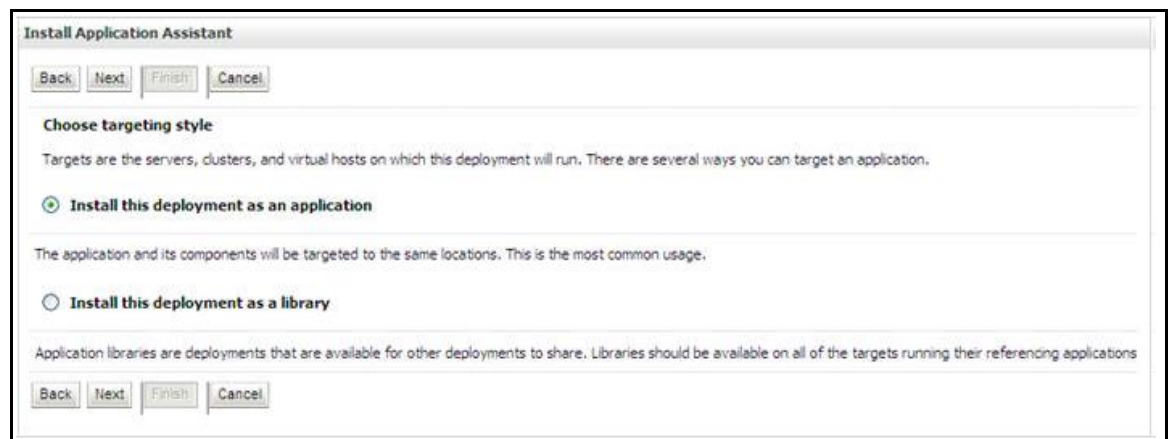 Install Application Assistant
Back Next Finish Cancel
Choose targeting style
Targets are the servers, clusters, and virtual hosts on which this deployment will run. There are several ways you can target an application.
Install this deployment as an application
The application and its components will be targeted to the same locations. This is the most common usage.
Install this deployment as a library
Application libraries are deployments that are available for other deployments to share. Libraries should be available on all of the targets running their referencing applications
Back Next Finish Cancel